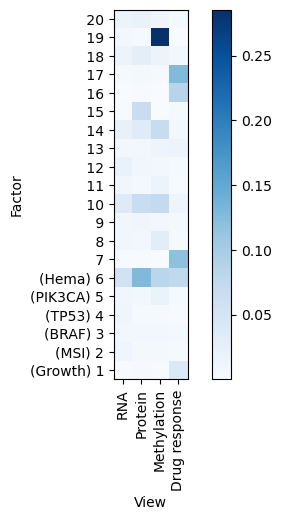 20
19
18
17
16
15
14
13
12
11
10
9
8
7
(Hema) 6
(PIK3CA) 5
(TP53) 4
(BRAF) 3
(MSI) 2
(Growth) 1
Factor
RNA
Protein
Methylation
Drug response
View
0.25
0.20
0.15
0.10
0.05